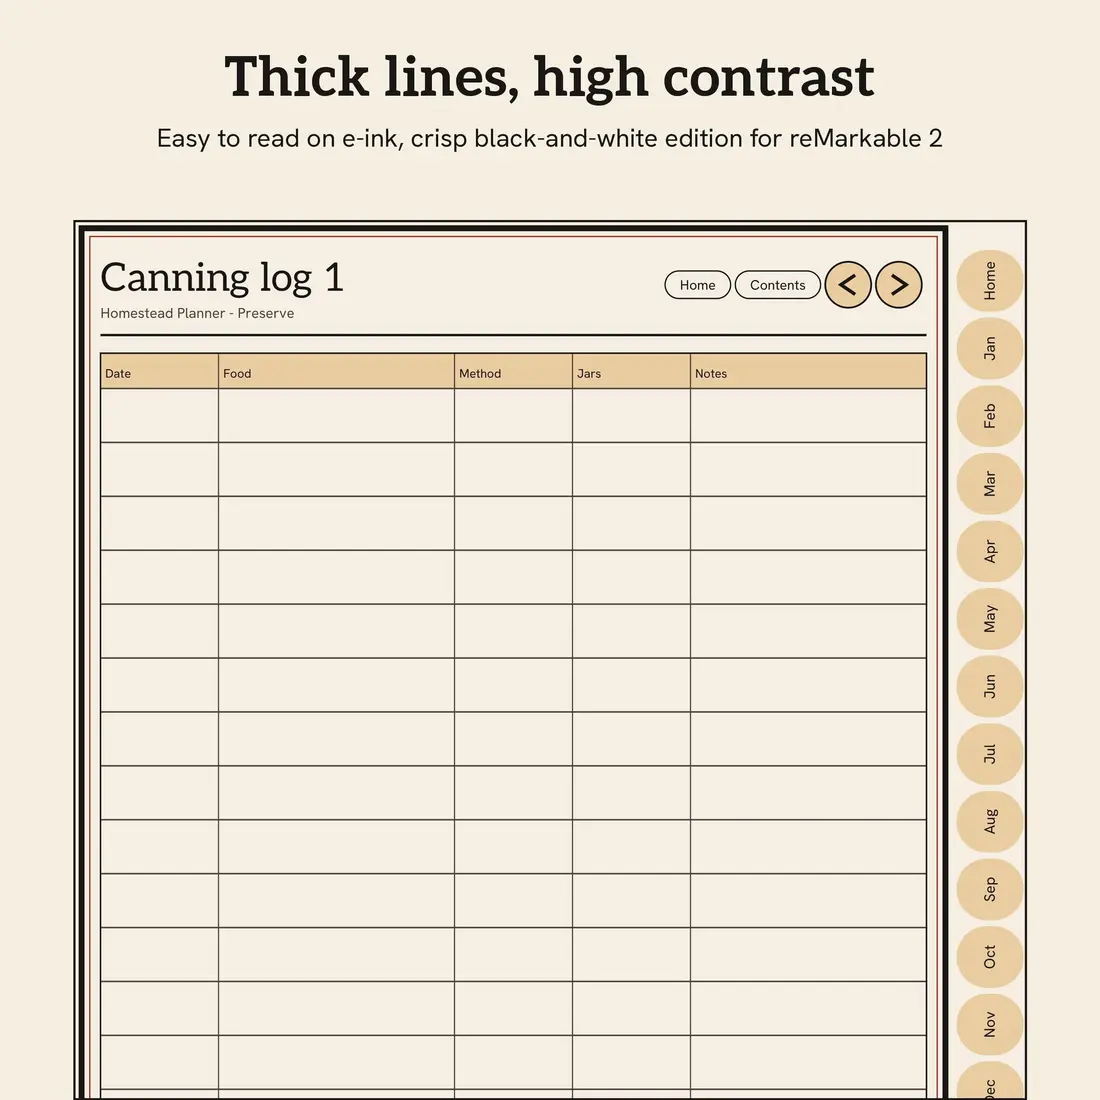 Thick lines, high contrast
Easy to read on e-ink, crisp black-and-white edition for reMarkable 2
Canning log 1
Homestead Planner - Preserve
Home
Contents
Date
Food
Method
Jars
Notes
Home
Jan
Feb
Mar
Apr
May
Jun
Jul
Aug
Sep
Oct
Nov
Dec